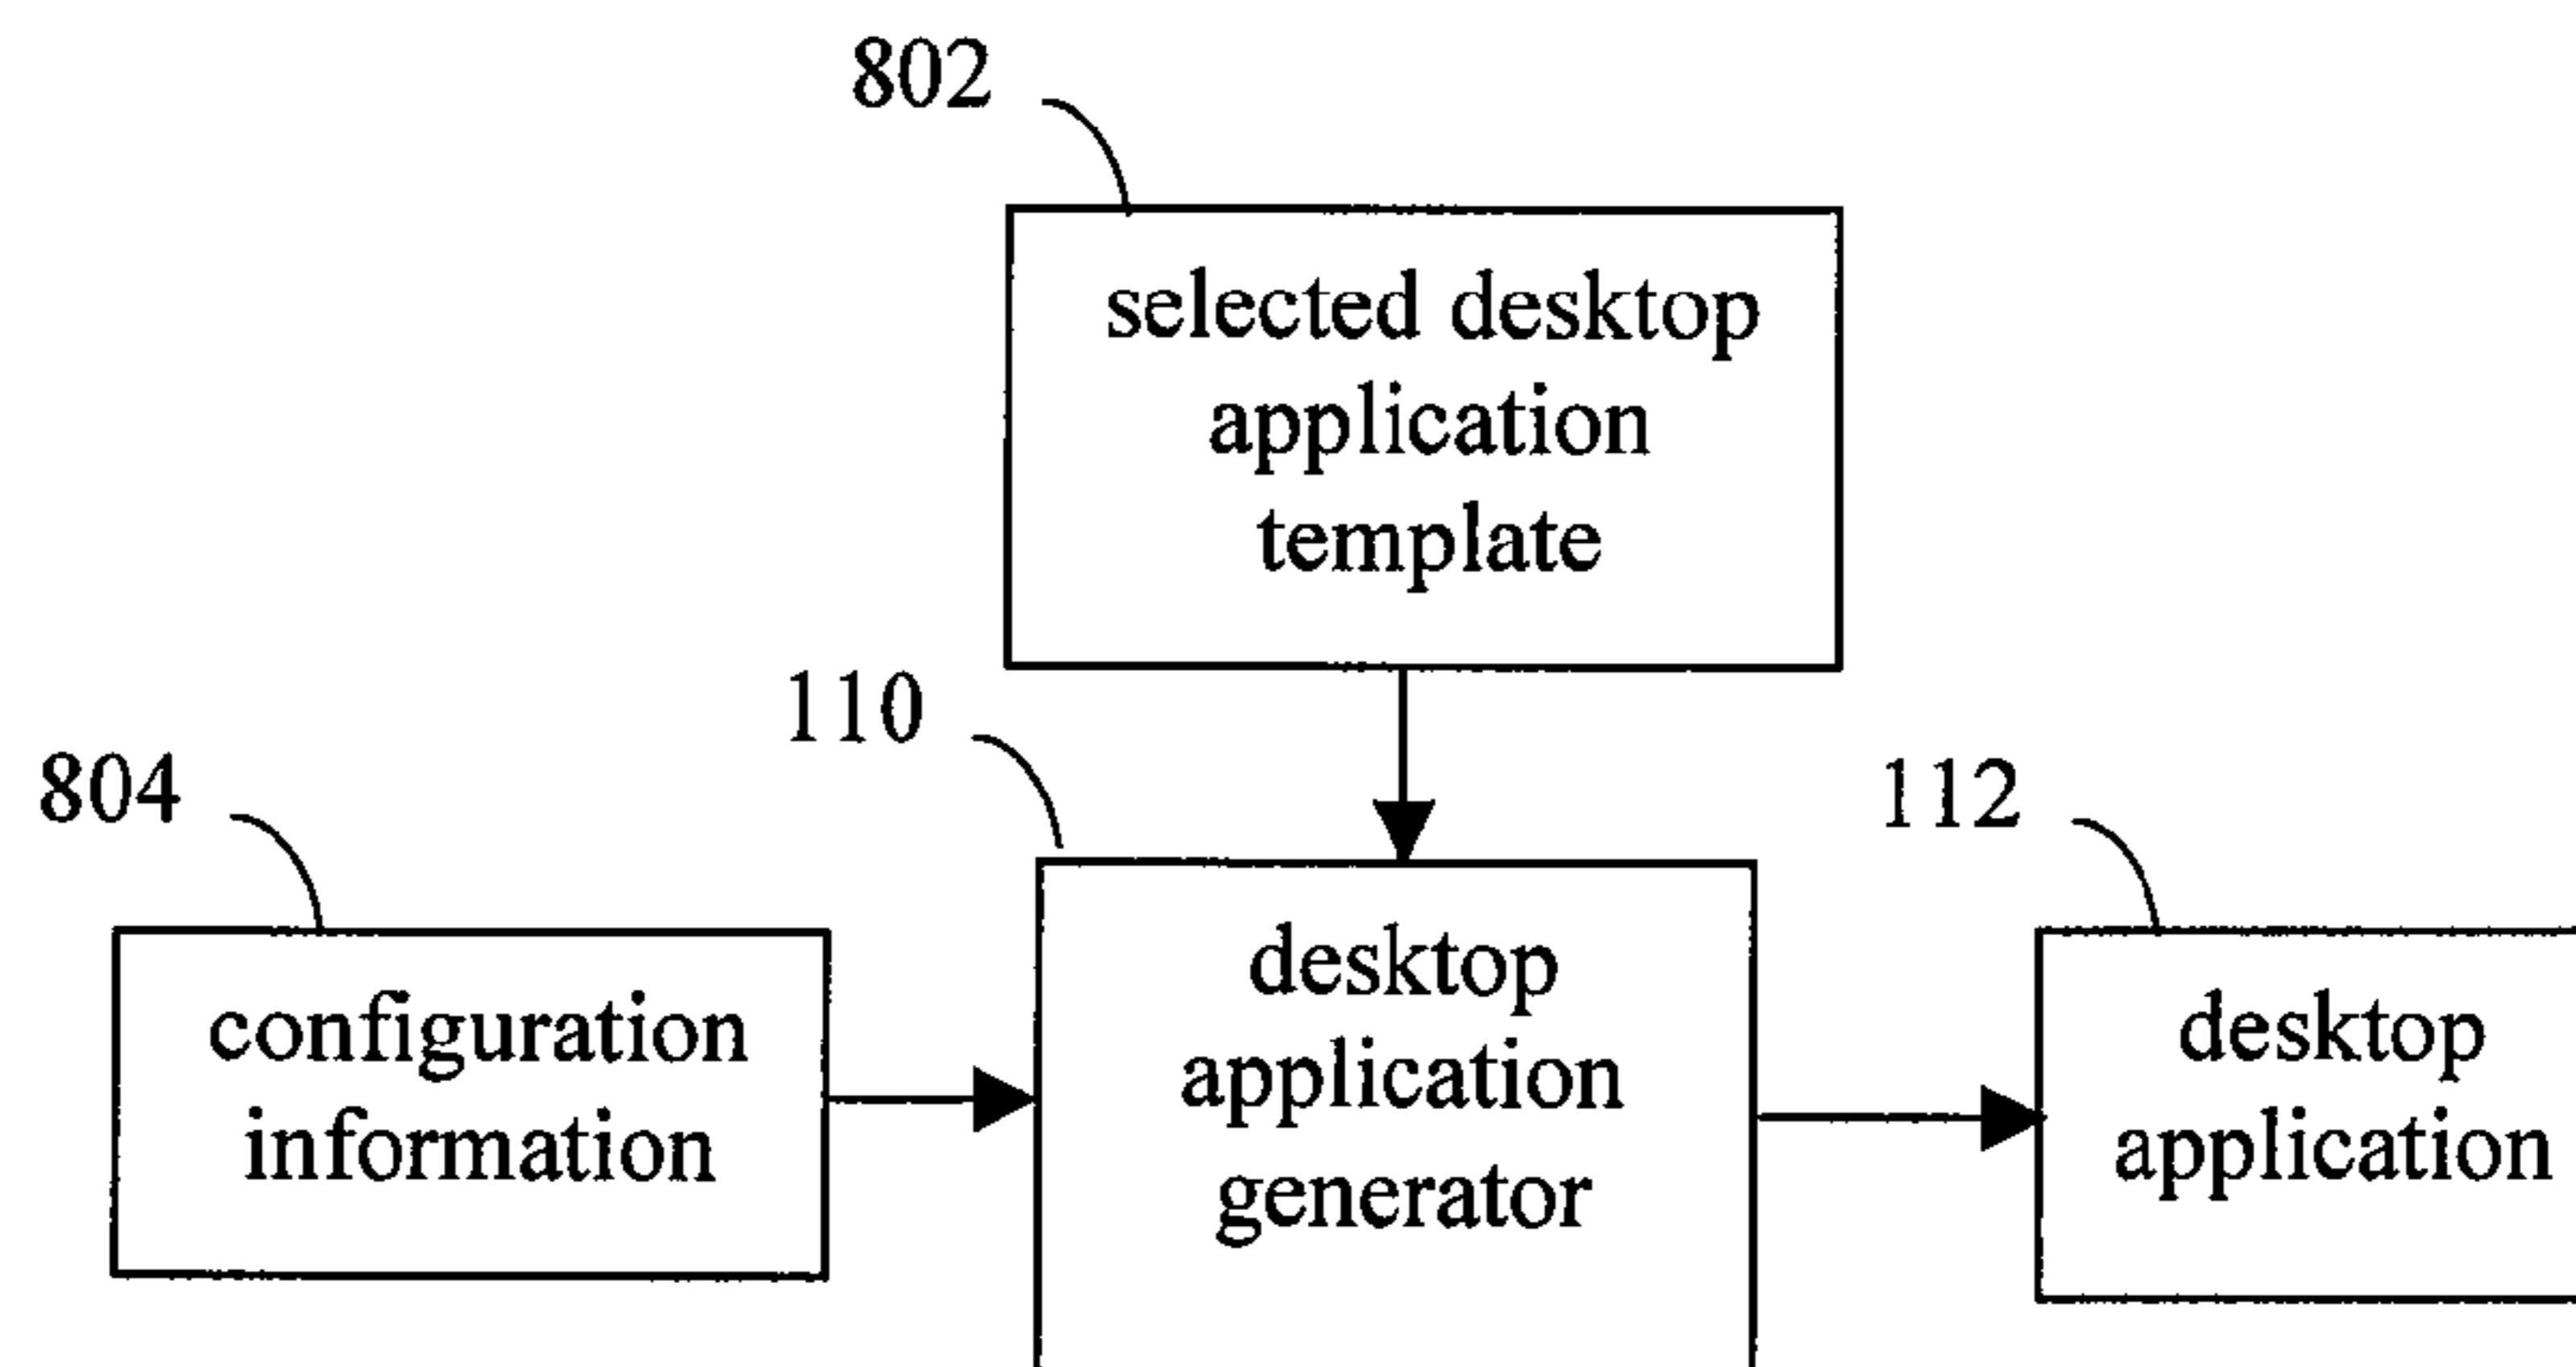 802
selected desktop
application
template
110
804
112
configuration
information
desktop
application
generator
desktop
application